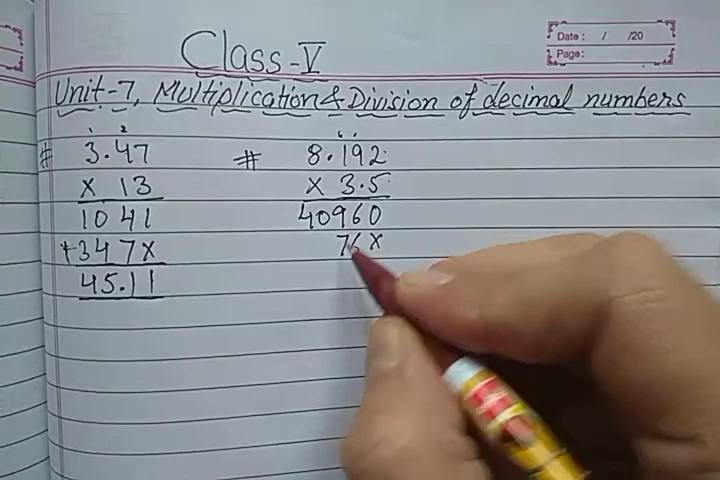 Class-V
Date: / /20
Page:
Unit-7, Multiplication & Division of decimal numbers
# 3.47
x 13
1041
+347x
45.11
# 8.192
x 3.5
40960
76x